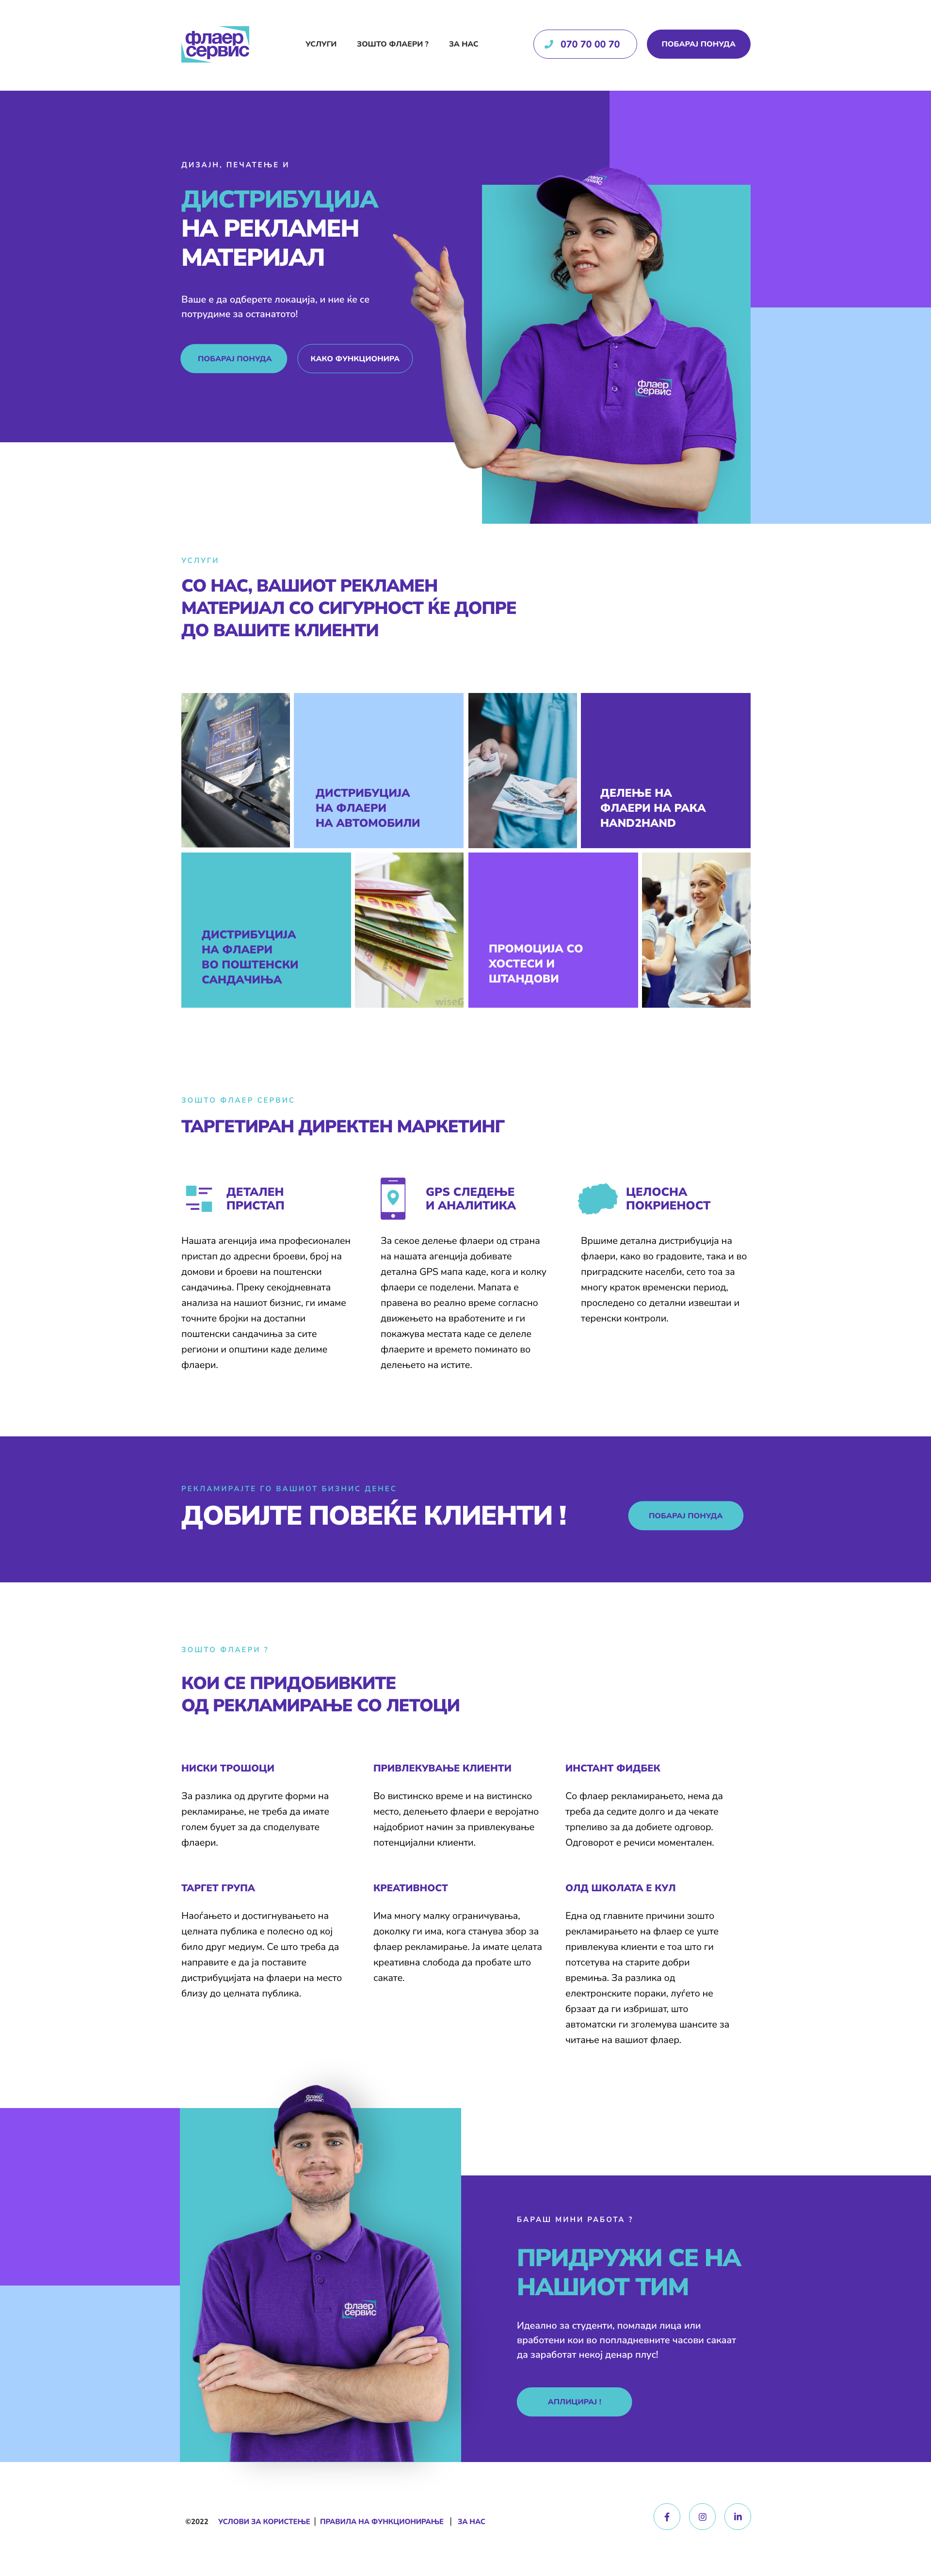 флаер
сервис
УСЛУГИ
ЗОШТО ФЛАЕРИ ?
ЗА НАС
070 70 00 70
ПОБАРАЈ ПОНУДА
ДИЗАЈН, ПЕЧАТЕЊЕ И
ДИСТРИБУЦИЈА
НА РЕКЛАМЕН
МАТЕРИЈАЛ
Ваше е да одберете локација, и ние ќе се
потрудиме за останатото!
ПОБАРАЈ ПОНУДА
КАКО ФУНКЦИОНИРА
флаер
сервис
УСЛУГИ
СО НАС, ВАШИОТ РЕКЛАМЕН
МАТЕРИЈАЛ СО СИГУРНОСТ ЌЕ ДОПРЕ
ДО ВАШИТЕ КЛИЕНТИ
ДИСТРИБУЦИЈА
НА ФЛАЕРИ
НА АВТОМОБИЛИ
ДЕЛЕЊЕ НА
ФЛАЕРИ НА РАКА
HAND2HAND
ДИСТРИБУЦИЈА
НА ФЛАЕРИ
ВО ПОШТЕНСКИ
САНДАЧИЊА
wiseG
ПРОМОЦИЈА СО
ХОСТЕСИ И
ШТАНДОВИ
ЗОШТО ФЛАЕР СЕРВИС
ТАРГЕТИРАН ДИРЕКТЕН МАРКЕТИНГ
ДЕТАЛЕН
ПРИСТАП
Нашата агенција има професионален
пристап до адресни броеви, број на
домови и броеви на поштенски
сандачиња. Преку секојдневната
анализа на нашиот бизнис, ги имаме
точните бројки на достапни
поштенски сандачиња за сите
региони и општини каде делиме
флаери.
GPS СЛЕДЕЊЕ
И АНАЛИТИКА
За секое делење флаери од страна
на нашата агенција добивате
детална GPS мапа каде, кога и колку
флаери се поделени. Мапата е
правена во реално време согласно
движењето на вработените и ги
покажува местата каде се делеле
флаерите и времето поминато во
делењето на истите.
ЦЕЛОСНА
ПОКРИЕНОСТ
Вршиме детална дистрибуција на
флаери, како во градовите, така и во
приградските населби, сето тоа за
многу краток временски период,
проследено со детални извештаи и
теренски контроли.
РЕКЛАМИРАЈТЕ ГО ВАШИОТ БИЗНИС ДЕНЕС
ДОБИЈТЕ ПОВЕЌЕ КЛИЕНТИ !
ПОБАРАЈ ПОНУДА
ЗОШТО ФЛАЕРИ ?
КОИ СЕ ПРИДОБИВКИТЕ
ОД РЕКЛАМИРАЊЕ СО ЛЕТОЦИ
НИСКИ ТРОШОЦИ
За разлика од другите форми на
рекламирање, не треба да имате
голем буџет за да споделувате
флаери.
ПРИВЛЕКУВАЊЕ КЛИЕНТИ
Во вистинско време и на вистинско
место, делењето флаери е веројатно
најдобриот начин за привлекување
потенцијални клиенти.
ИНСТАНТ ФИДБЕК
Со флаер рекламирањето, нема да
треба да седите долго и да чекате
трпеливо за да добиете одговор.
Одговорот е речиси моментален.
ТАРГЕТ ГРУПА
Наоѓањето и достигнувањето на
целната публика е полесно од кој
било друг медиум. Се што треба да
направите е да ја поставите
дистрибуцијата на флаери на место
близу до целната публика.
КРЕАТИВНОСТ
Има многу малку ограничувања,
доколку ги има, кога станува збор за
флаер рекламирање. Ја имате целата
креативна слобода да пробате што
сакате.
ОЛД ШКОЛАТА Е КУЛ
Една од главните причини зошто
рекламирањето на флаер се уште
привлекува клиенти е тоа што ги
потсетува на старите добри
времиња. За разлика од
електронските пораки, луѓето не
брзаат да ги избришат, што
автоматски ги зголемува шансите за
читање на вашиот флаер.
флаер
сервис
флаер
сервис
БАРАШ МИНИ РАБОТА ?
ПРИДРУЖИ СЕ НА
НАШИОТ ТИМ
Идеално за студенти, помлади лица или
вработени кои во попладневните часови сакаат
да заработат некој денар плус!
АПЛИЦИРАЈ !
©2022
УСЛОВИ ЗА КОРИСТЕЊЕ | ПРАВИЛА НА ФУНКЦИОНИРАЊЕ | ЗА НАС